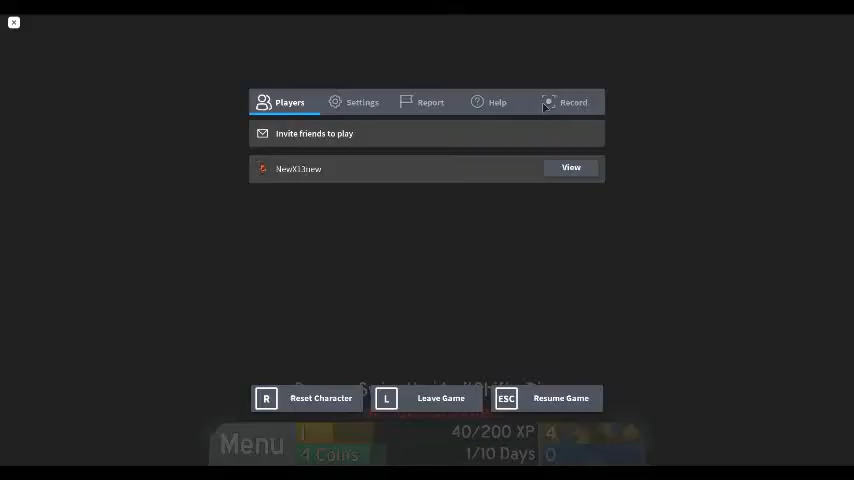 Players Settings Report Help Record
Invite friends to play
NewX13new View
R Reset Character L Leave Game ESC Resume Game
Menu 40/200 XP 4
4 Coins 1/10 Days 0